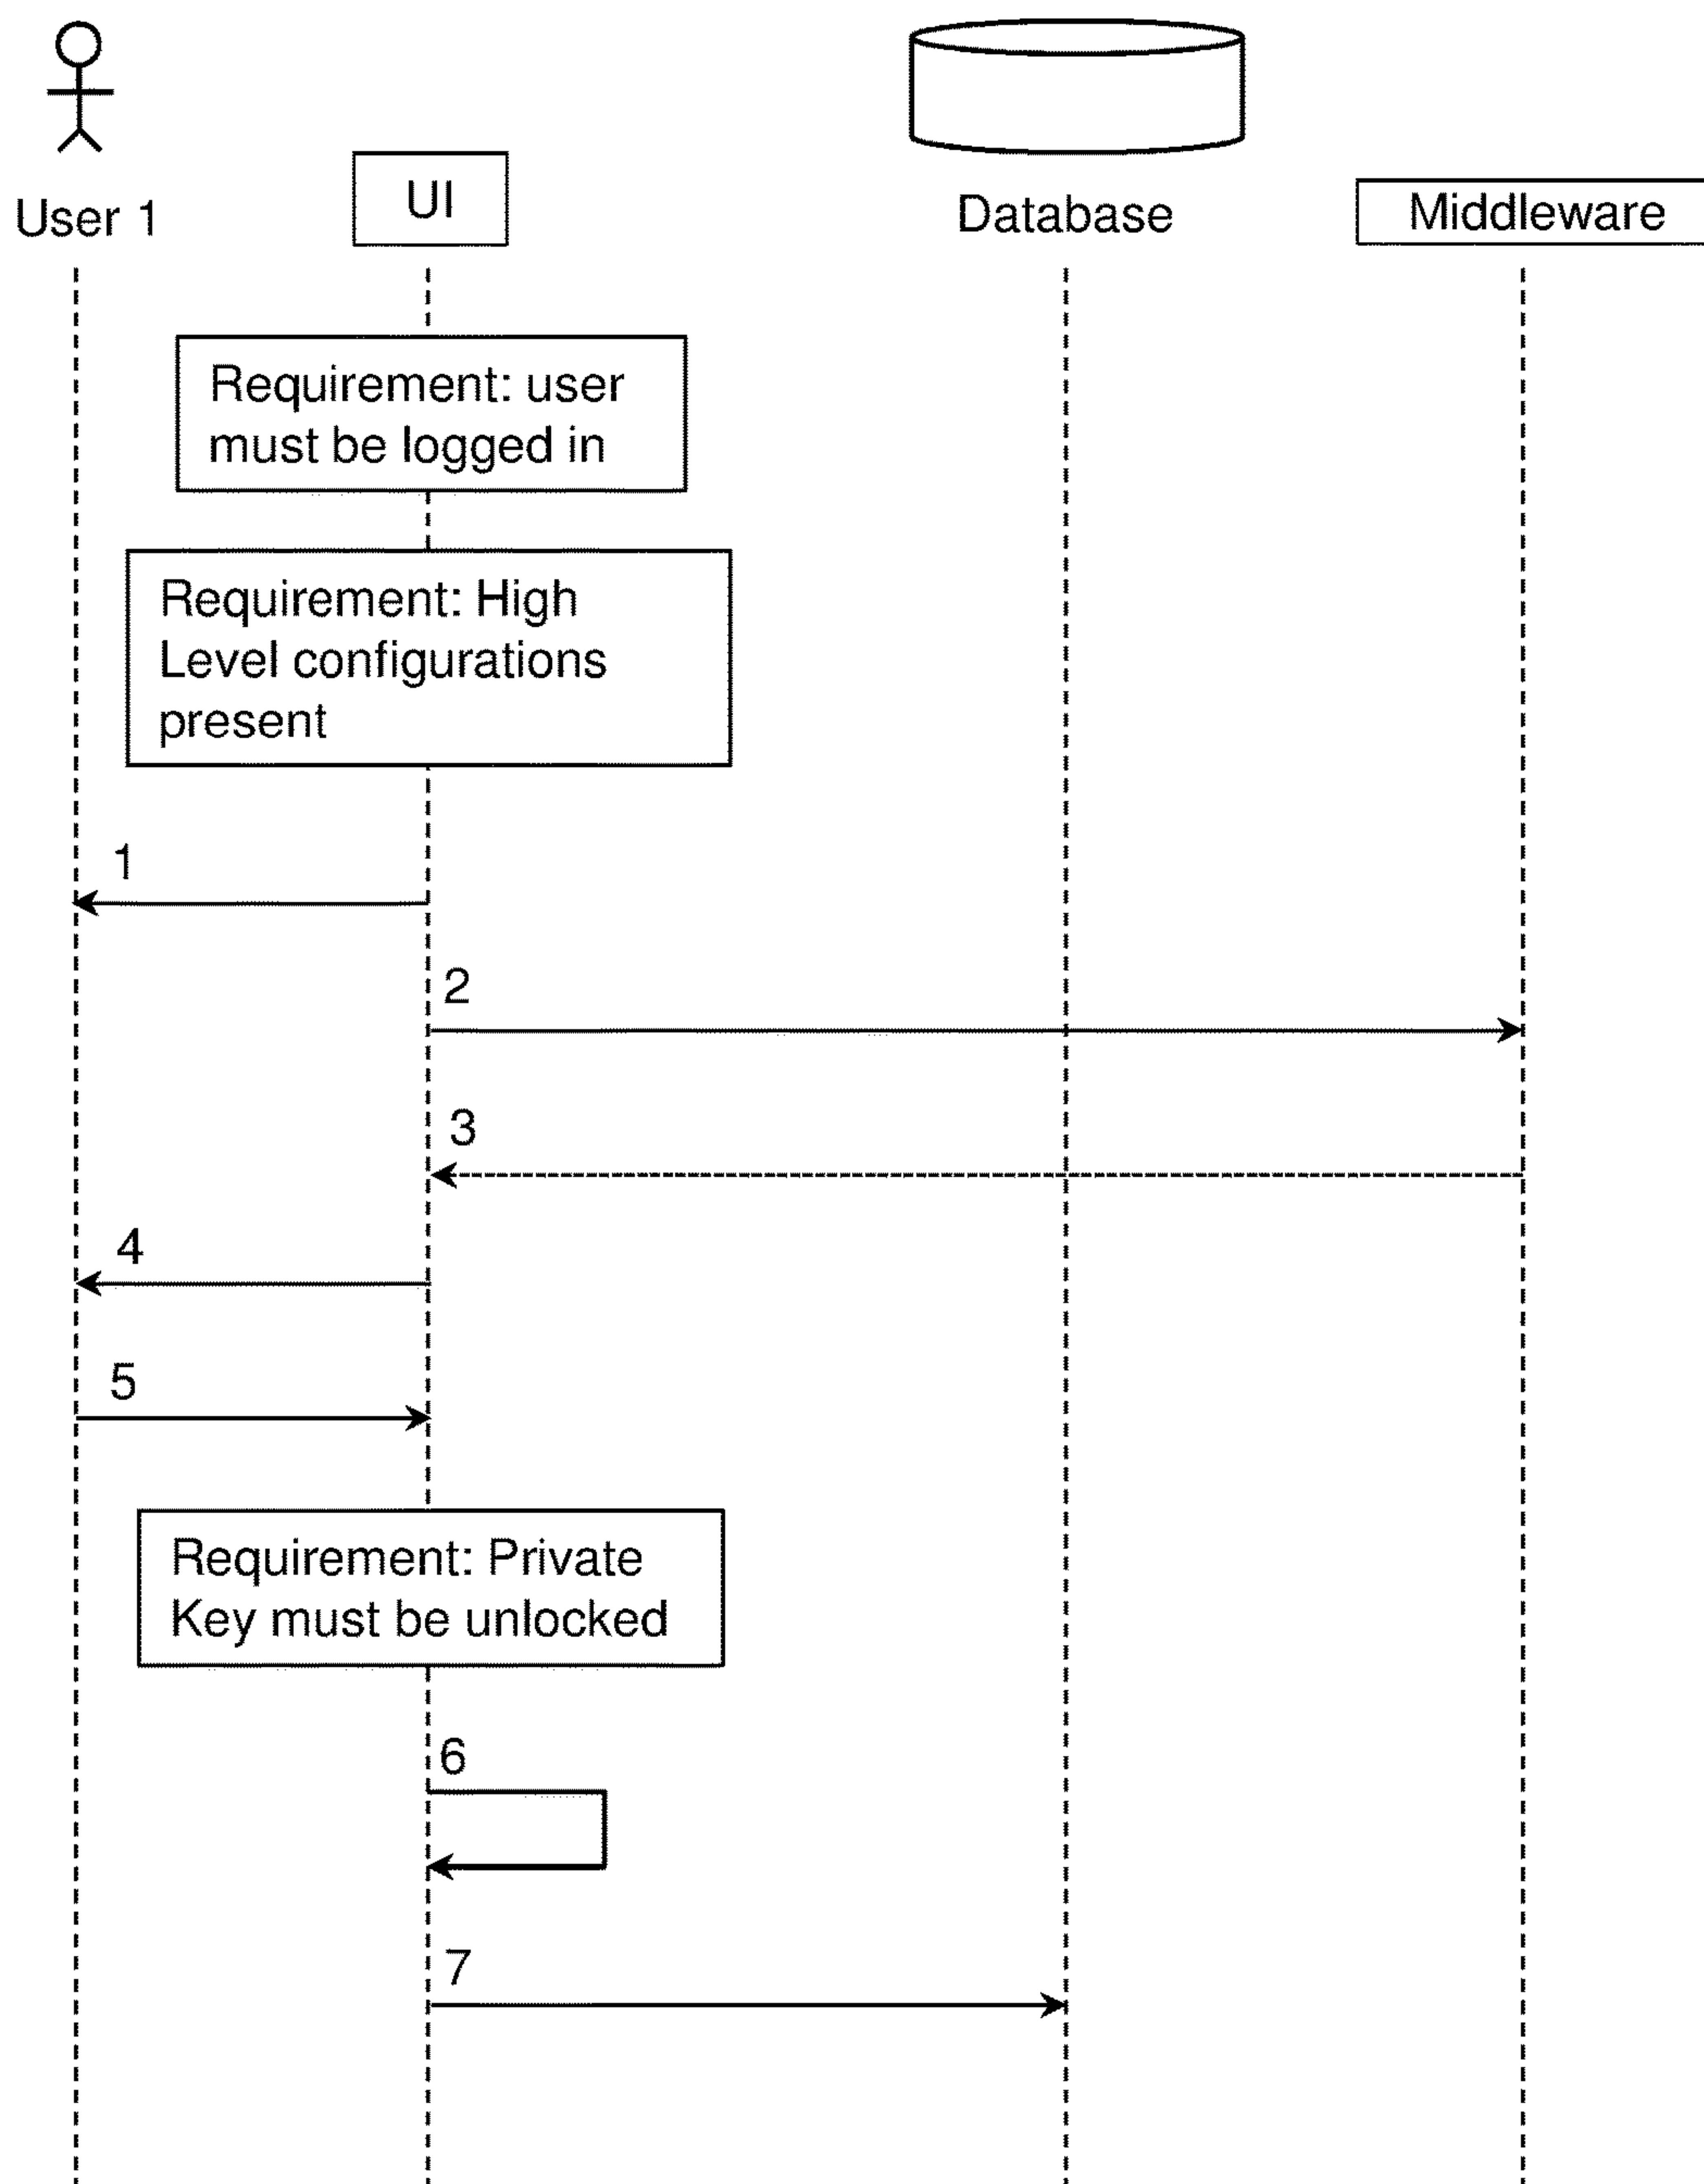 User 1
UI
Database
Middleware
Requirement: user
must be logged in
Requirement: High
Level configurations
present
1
2
3
4
5
Requirement: Private
Key must be unlocked
6
7